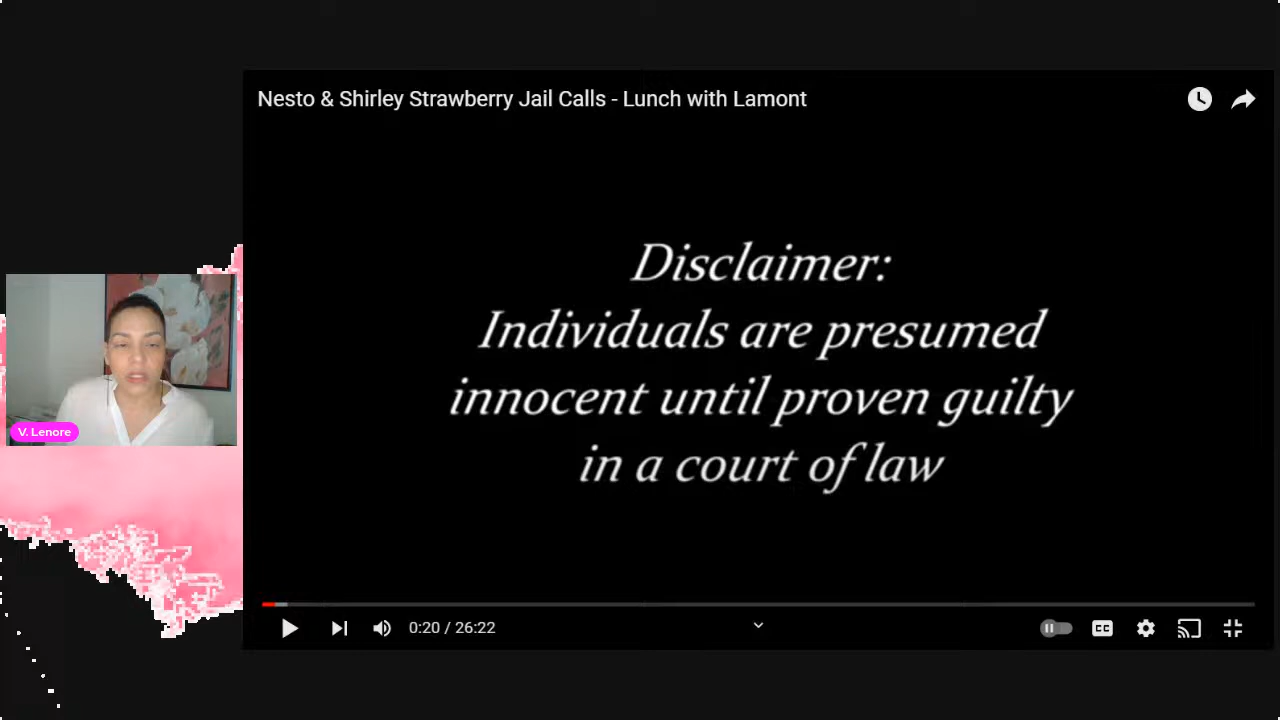 Nesto & Shirley Strawberry Jail Calls - Lunch with Lamont
Disclaimer:
Individuals are presumed
innocent until proven guilty
in a court of law
V. Lenore
0:20 / 26:22
CC